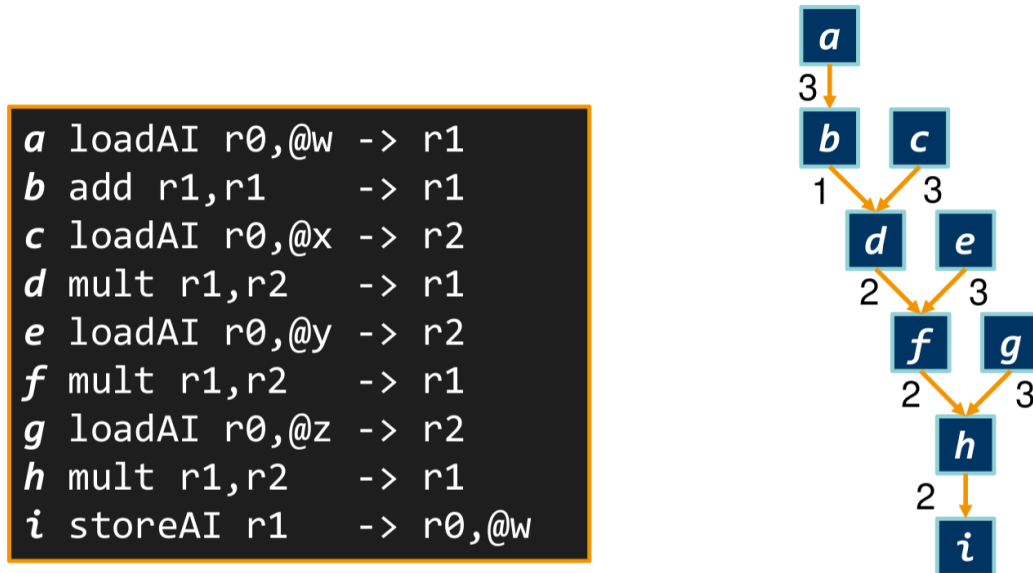 a loadAI r0,@w -> r1
b add r1,r1 -> r1
c loadAI r0,@x -> r2
d mult r1,r2 -> r1
e loadAI r0,@y -> r2
f mult r1,r2 -> r1
g loadAI r0,@z -> r2
h mult r1,r2 -> r1
i storeAI r1 -> r0,@w
a
3
b c
1 3
d e
2 3
f g
2 3
h
2
i